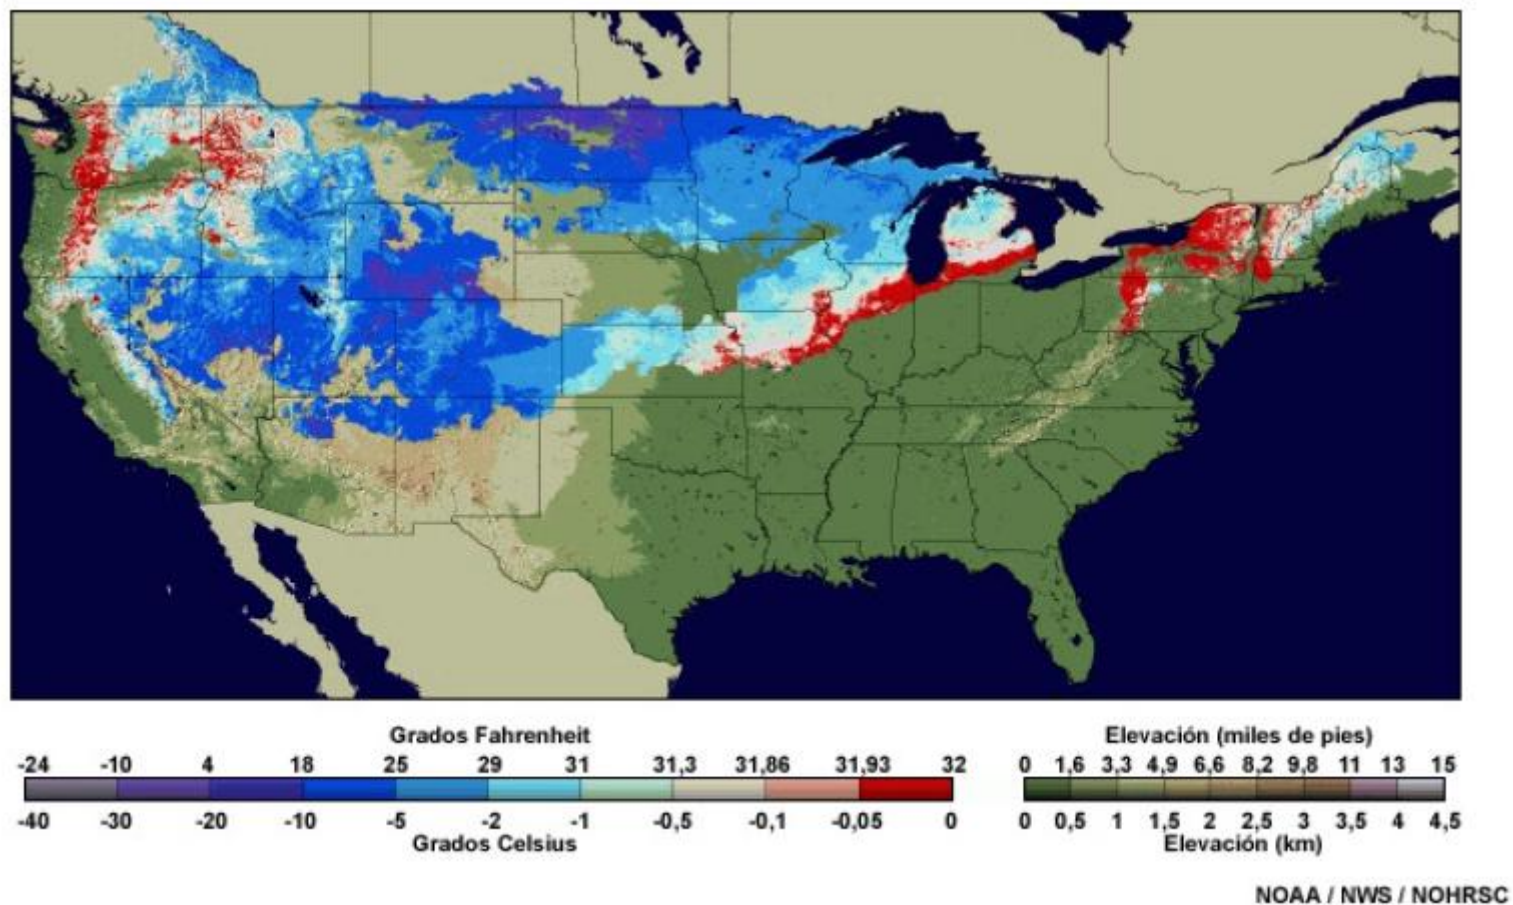 Grados Fahrenheit
-24 -10 4 18 25 29 31 31,3 31,86 31,93 32
-40 -30 -20 -10 -5 -2 -1 -0,5 -0,1 -0,05 0
Grados Celsius
Elevación (miles de pies)
0 1,6 3,3 4,9 6,6 8,2 9,8 11 13 15
0 0,5 1 1,5 2 2,5 3 3,5 4 4,5
Elevación (km)
NOAA / NWS / NOHRSC